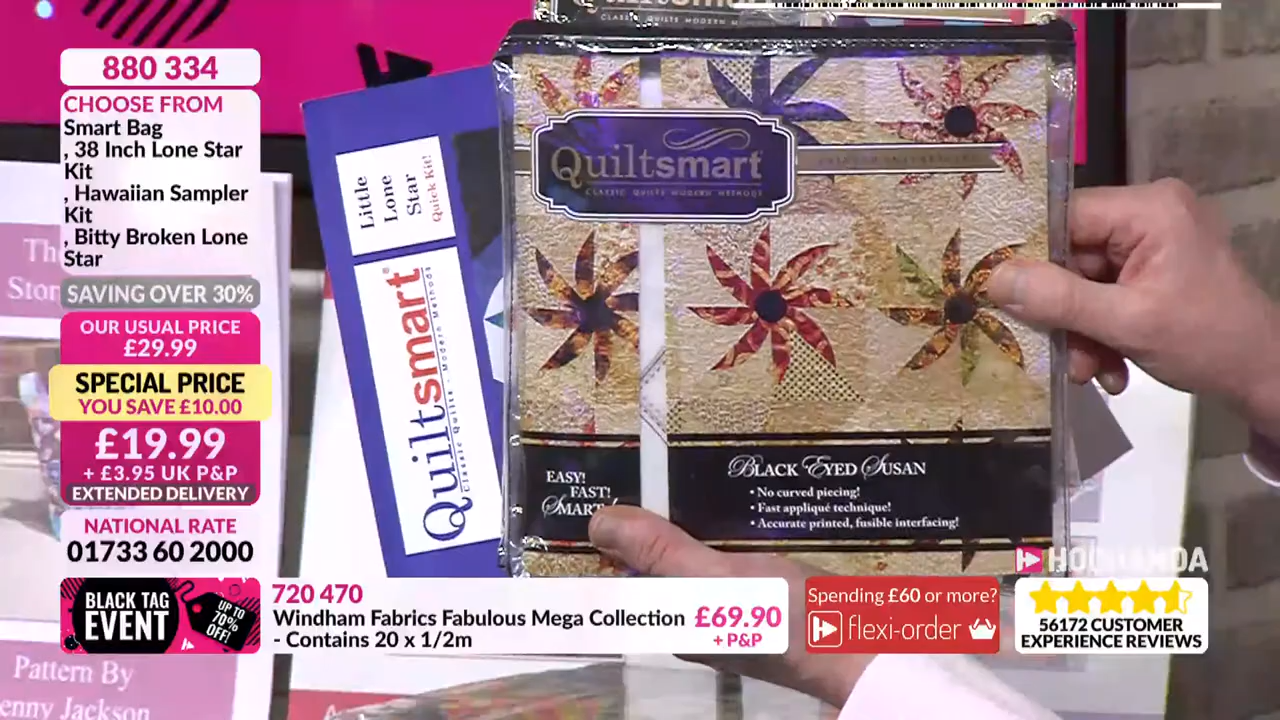 880 334
CHOOSE FROM
Smart Bag
, 38 Inch Lone Star
Kit
, Hawaiian Sampler
Kit
, Bitty Broken Lone
Star
SAVING OVER 30%
OUR USUAL PRICE
£29.99
SPECIAL PRICE
YOU SAVE £10.00
£19.99
+ £3.95 UK P&P
EXTENDED DELIVERY
NATIONAL RATE
01733 60 2000
BLACK TAG
EVENT
UP TO
70%
OFF!
720 470
Windham Fabrics Fabulous Mega Collection
- Contains 20 x 1/2m
£69.90
+ P&P
Spending £60 or more?
flexi-order
HOCHANDA
56172 CUSTOMER
EXPERIENCE REVIEWS
CLASSIC QUILTS MODERN
Quiltsmart
CLASSIC QUILTS MODERN METHODS
Little
Lone
Star
Quick Kit!
Quiltsmart®
Classic Quilts - Modern Methods
EASY!
FAST!
SMART!
BLACK EYED SUSAN
• No curved piecing!
• Fast appliqué technique!
• Accurate printed, fusible interfacing!
Pattern By
enny Jackson